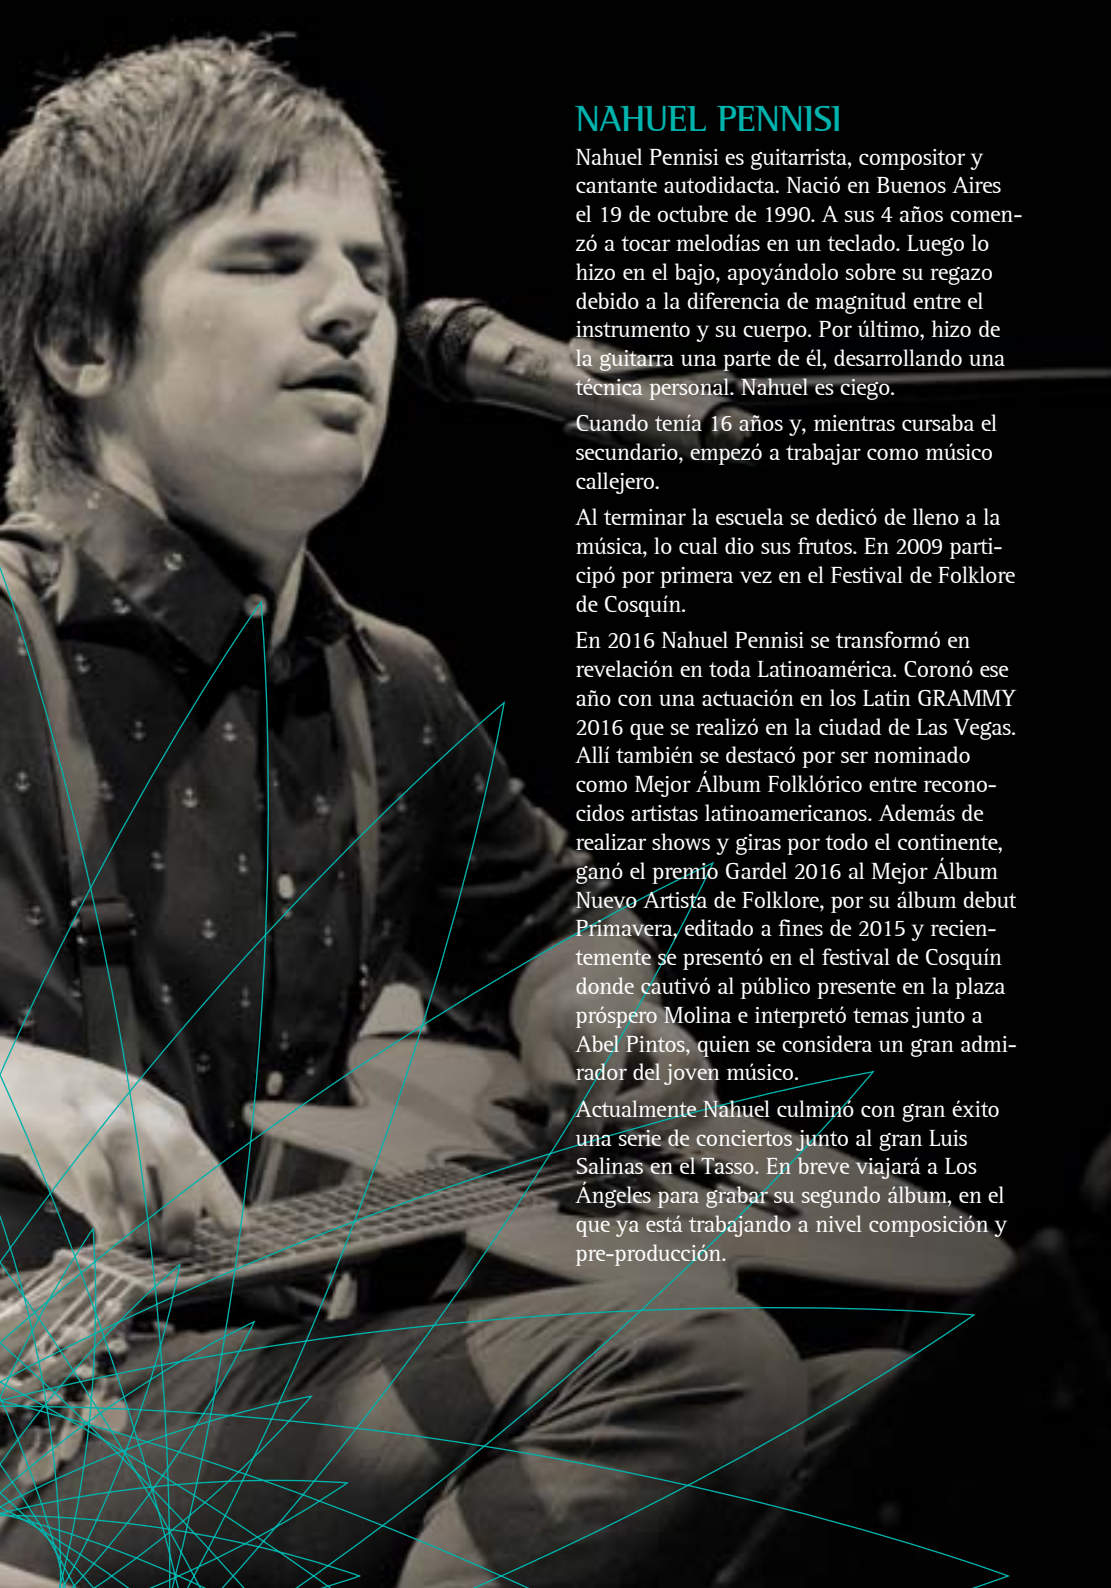 NAHUEL PENNISI
Nahuel Pennisi es guitarrista, compositor y
cantante autodidacta. Nació en Buenos Aires
el 19 de octubre de 1990. A sus 4 años comen-
zó a tocar melodías en un teclado. Luego lo
hizo en el bajo, apoyándolo sobre su regazo
debido a la diferencia de magnitud entre el
instrumento y su cuerpo. Por último, hizo de
la guitarra una parte de él, desarrollando una
técnica personal. Nahuel es ciego.
Cuando tenía 16 años y, mientras cursaba el
secundario, empezó a trabajar como músico
callejero.
Al terminar la escuela se dedicó de lleno a la
música, lo cual dio sus frutos. En 2009 parti-
cipó por primera vez en el Festival de Folklore
de Cosquín.
En 2016 Nahuel Pennisi se transformó en
revelación en toda Latinoamérica. Coronó ese
año con una actuación en los Latin GRAMMY
2016 que se realizó en la ciudad de Las Vegas.
Allí también se destacó por ser nominado
como Mejor Álbum Folklórico entre recono-
cidos artistas latinoamericanos. Además de
realizar shows y giras por todo el continente,
ganó el premio Gardel 2016 al Mejor Álbum
Nuevo Artista de Folklore, por su álbum debut
Primavera, editado a fines de 2015 y recien-
temente se presentó en el festival de Cosquín
donde cautivó al público presente en la plaza
próspero Molina e interpretó temas junto a
Abel Pintos, quien se considera un gran admi-
rador del joven músico.
Actualmente Nahuel culminó con gran éxito
una serie de conciertos junto al gran Luis
Salinas en el Tasso. En breve viajará a Los
Ángeles para grabar su segundo álbum, en el
que ya está trabajando a nivel composición y
pre-producción.